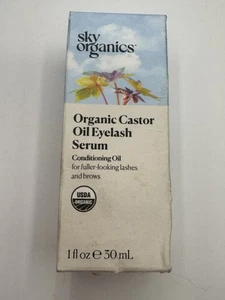 sky
organics
Organic Castor
Oil Eyelash
Serum
Conditioning Oil
for fuller-looking lashes
and brows
USDA
ORGANIC
1 fl oz ℮ 30 mL